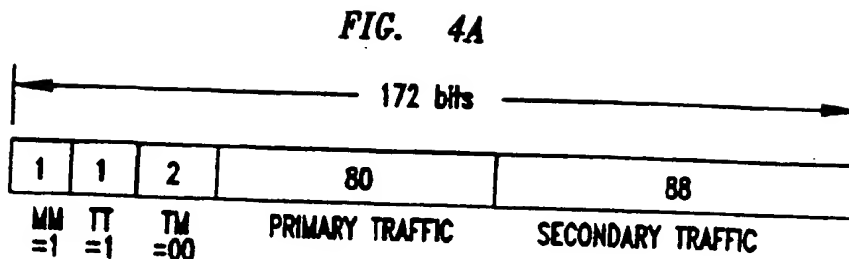 FIG. 4A
172 bits
1 1 2 80 88
MM TT TM PRIMARY TRAFFIC SECONDARY TRAFFIC
=1 =1 =00